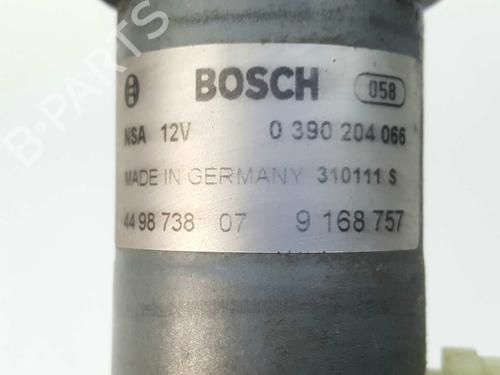 BOSCH 058
NSA 12V 0 390 204 066
MADE IN GERMANY 310111 S
44 98 738 07 9 168 757
B-PARTS